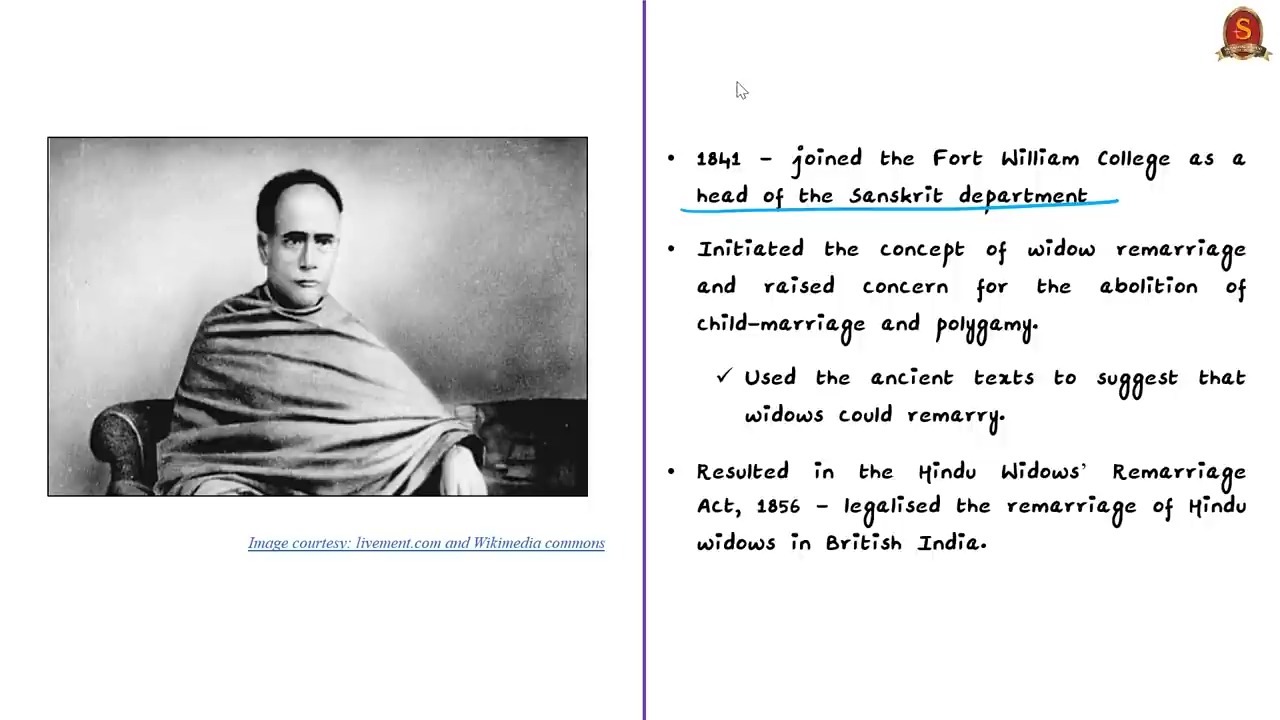 S
• 1841 – joined the Fort William College as a
head of the Sanskrit department
• Initiated the concept of widow remarriage
and raised concern for the abolition of
child-marriage and polygamy.
✓ Used the ancient texts to suggest that
widows could remarry.
• Resulted in the Hindu Widows’ Remarriage
Act, 1856 – legalised the remarriage of Hindu
widows in British India.
Image courtesy: livement.com and Wikimedia commons